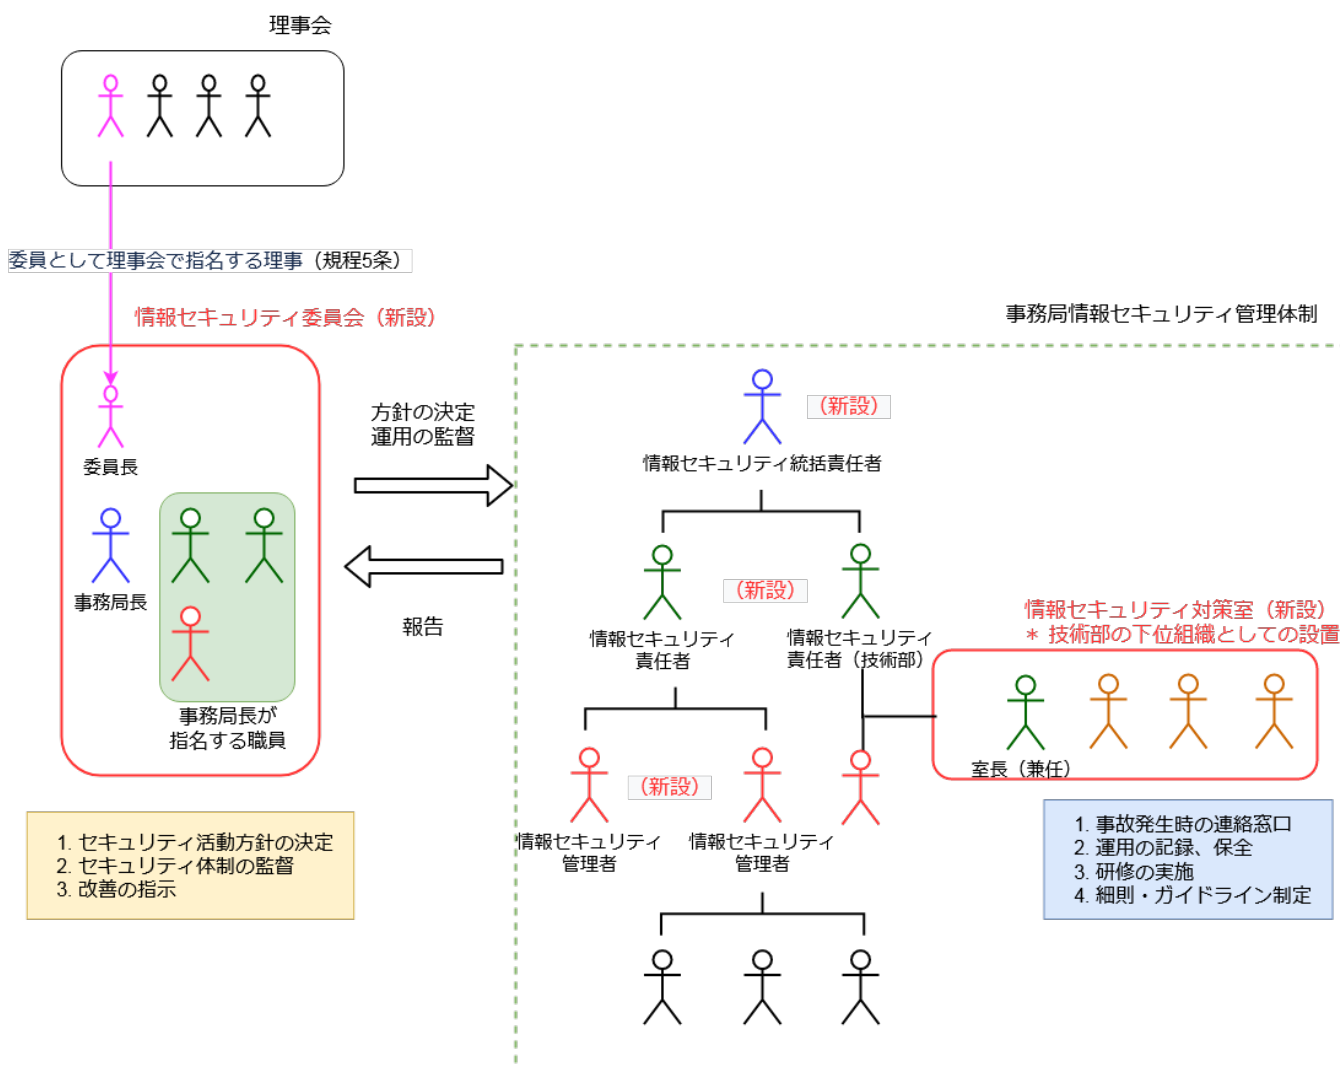 理事会
委員として理事会で指名する理事（規程5条）
情報セキュリティ委員会（新設）
委員長
事務局長
事務局長が
指名する職員
1. セキュリティ活動方針の決定
2. セキュリティ体制の監督
3. 改善の指示
方針の決定
運用の監督
報告
事務局情報セキュリティ管理体制
（新設）
情報セキュリティ統括責任者
（新設）
情報セキュリティ
責任者
情報セキュリティ
責任者（技術部）
（新設）
情報セキュリティ
管理者
情報セキュリティ
管理者
情報セキュリティ対策室（新設）
＊ 技術部の下位組織としての設置
室長（兼任）
1. 事故発生時の連絡窓口
2. 運用の記録、保全
3. 研修の実施
4. 細則・ガイドライン制定